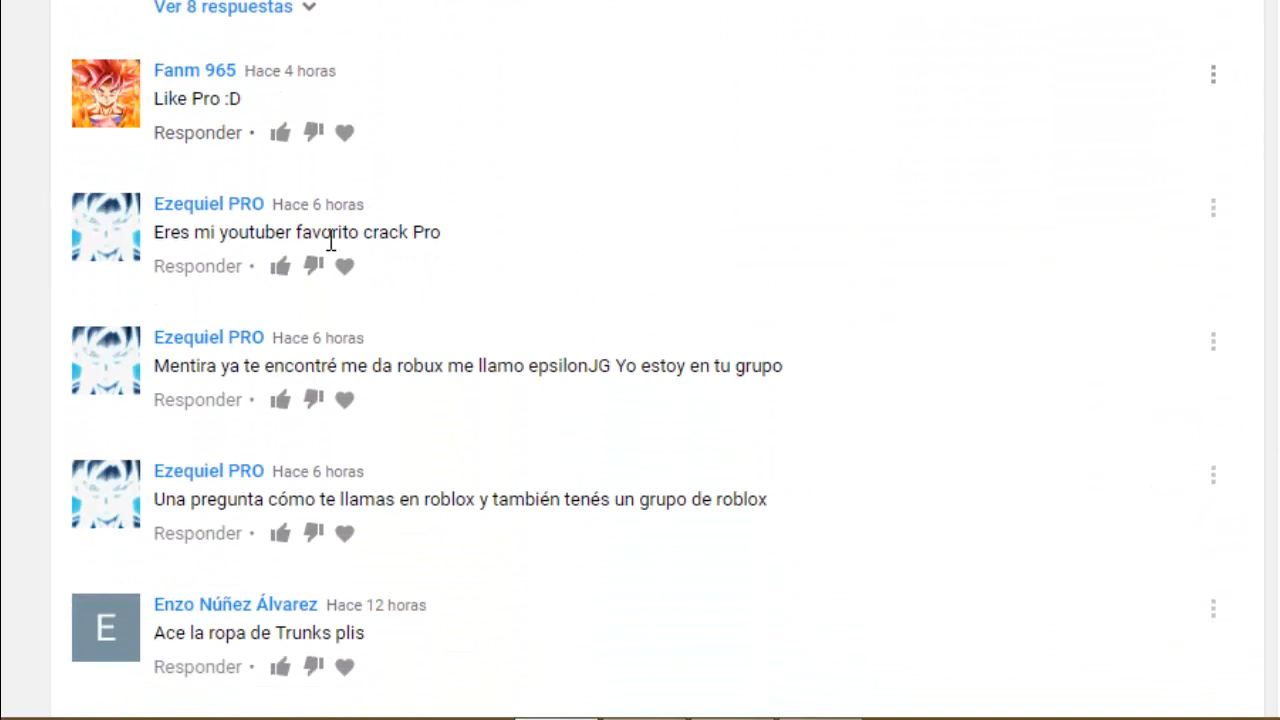 Ver 8 respuestas
Fanm 965 Hace 4 horas
Like Pro :D
Responder •
Ezequiel PRO Hace 6 horas
Eres mi youtuber favorito crack Pro
Responder •
Ezequiel PRO Hace 6 horas
Mentira ya te encontré me da robux me llamo epsilonJG Yo estoy en tu grupo
Responder •
Ezequiel PRO Hace 6 horas
Una pregunta cómo te llamas en roblox y también tenés un grupo de roblox
Responder •
E
Enzo Núñez Álvarez Hace 12 horas
Ace la ropa de Trunks plis
Responder •